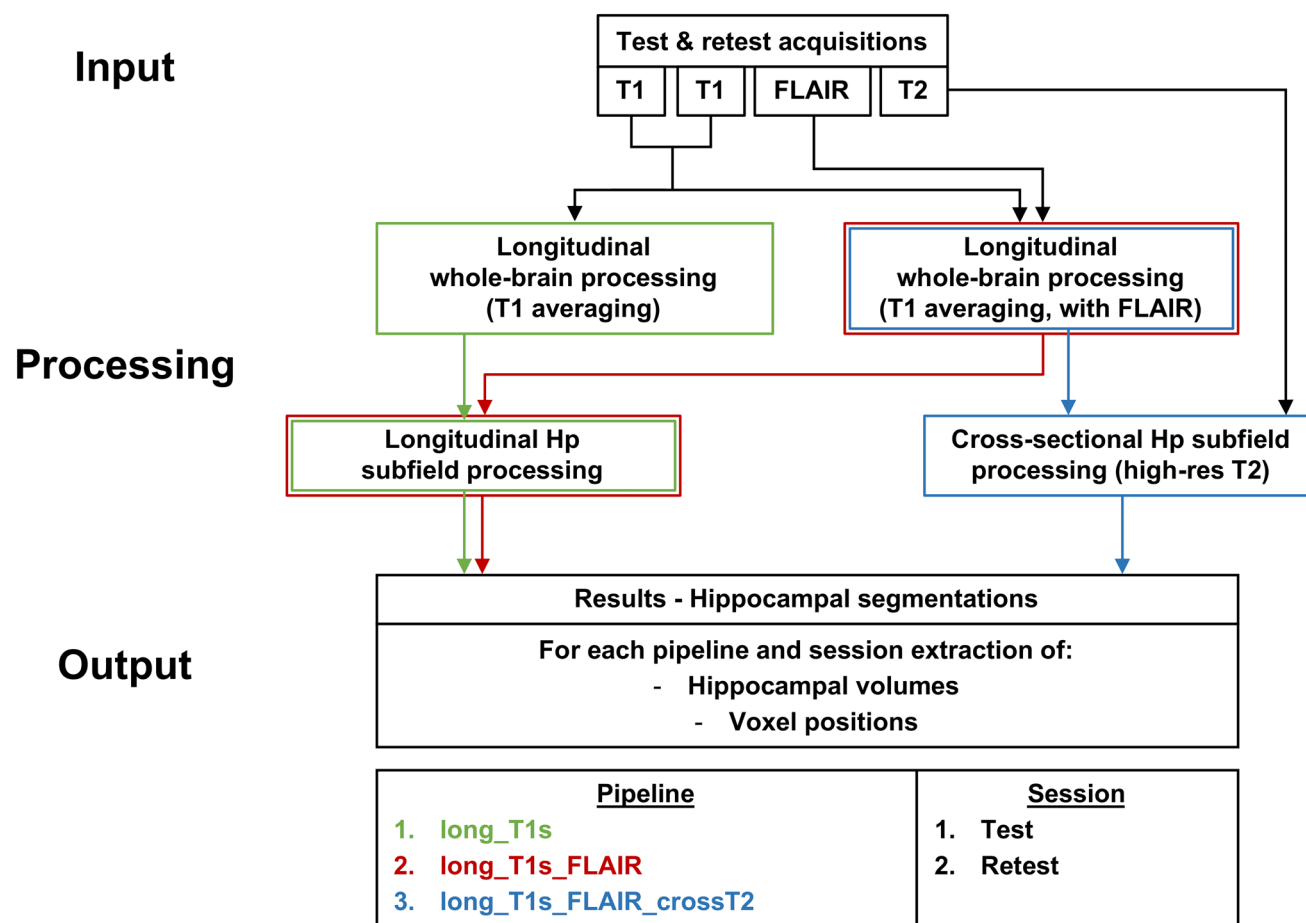 Input
Test & retest acquisitions
T1 T1 FLAIR T2
Longitudinal
whole-brain processing
(T1 averaging)
Longitudinal
whole-brain processing
(T1 averaging, with FLAIR)
Processing
Longitudinal Hp
subfield processing
Cross-sectional Hp subfield
processing (high-res T2)
Output
Results - Hippocampal segmentations
For each pipeline and session extraction of:
- Hippocampal volumes
- Voxel positions
Pipeline
1. long_T1s
2. long_T1s_FLAIR
3. long_T1s_FLAIR_crossT2
Session
1. Test
2. Retest